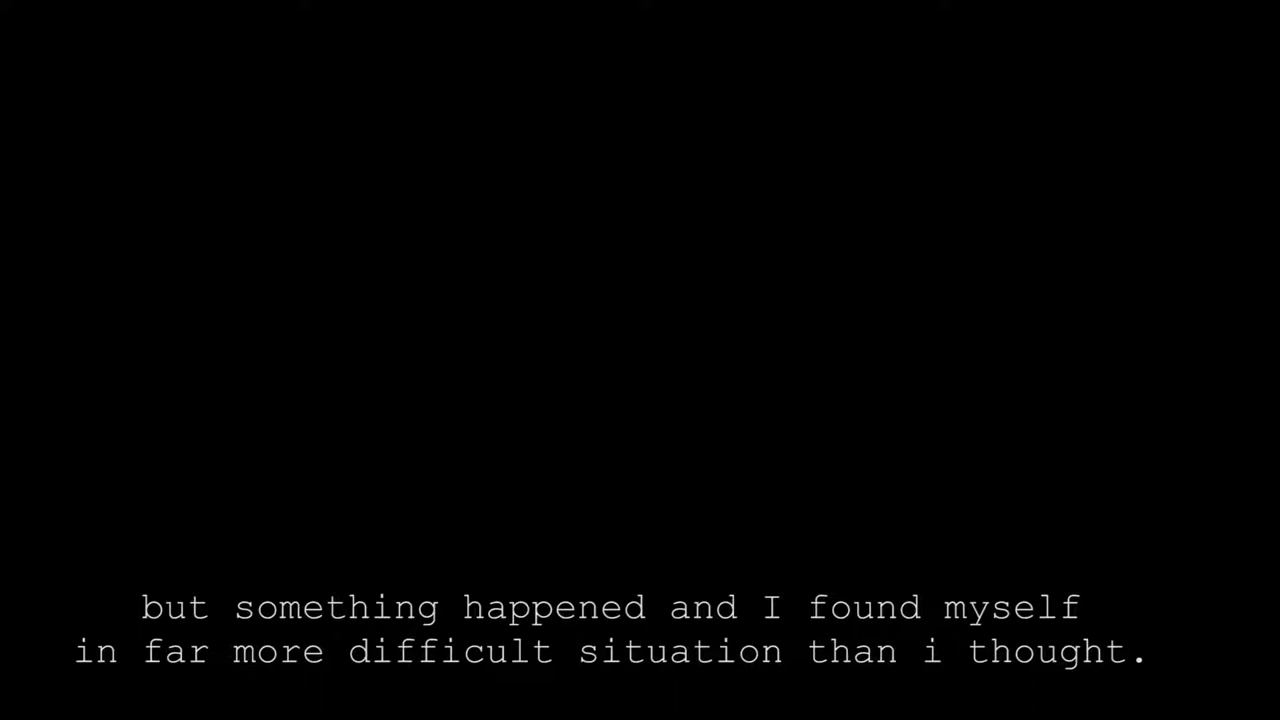 but something happened and I found myself
in far more difficult situation than i thought.